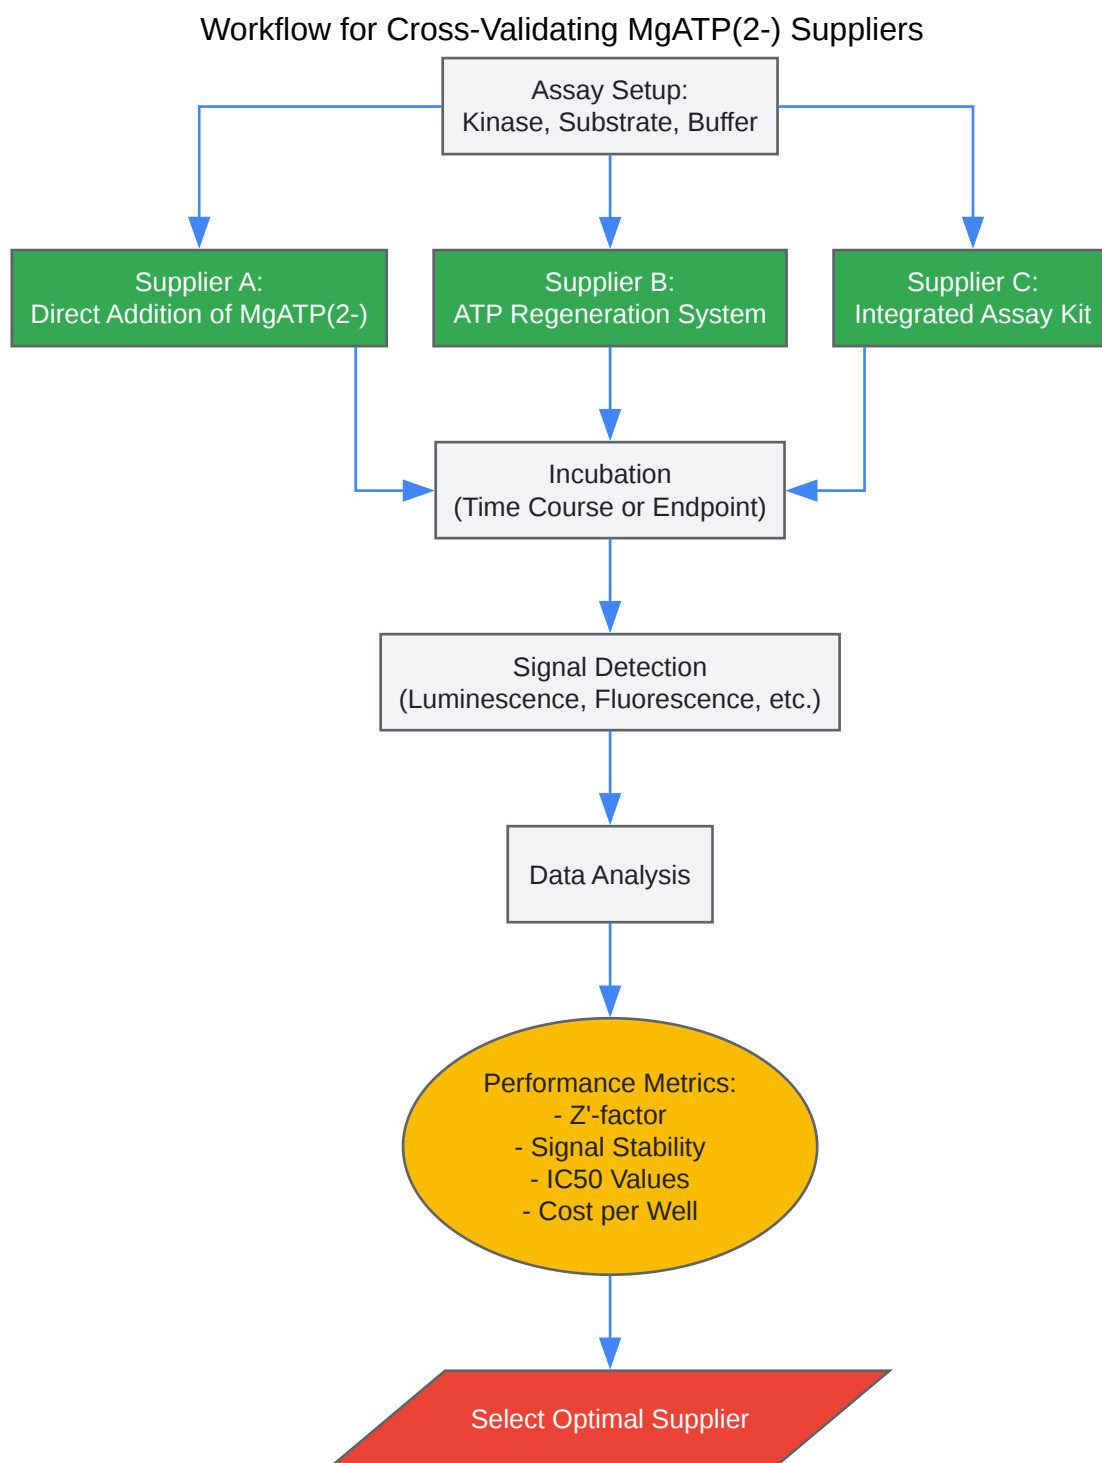 Workflow for Cross-Validating MgATP(2-) Suppliers
Assay Setup:
Kinase, Substrate, Buffer
Supplier A:
Direct Addition of MgATP(2-)
Supplier B:
ATP Regeneration System
Supplier C:
Integrated Assay Kit
Incubation
(Time Course or Endpoint)
Signal Detection
(Luminescence, Fluorescence, etc.)
Data Analysis
Performance Metrics:
- Z'-factor
- Signal Stability
- IC50 Values
- Cost per Well
Select Optimal Supplier